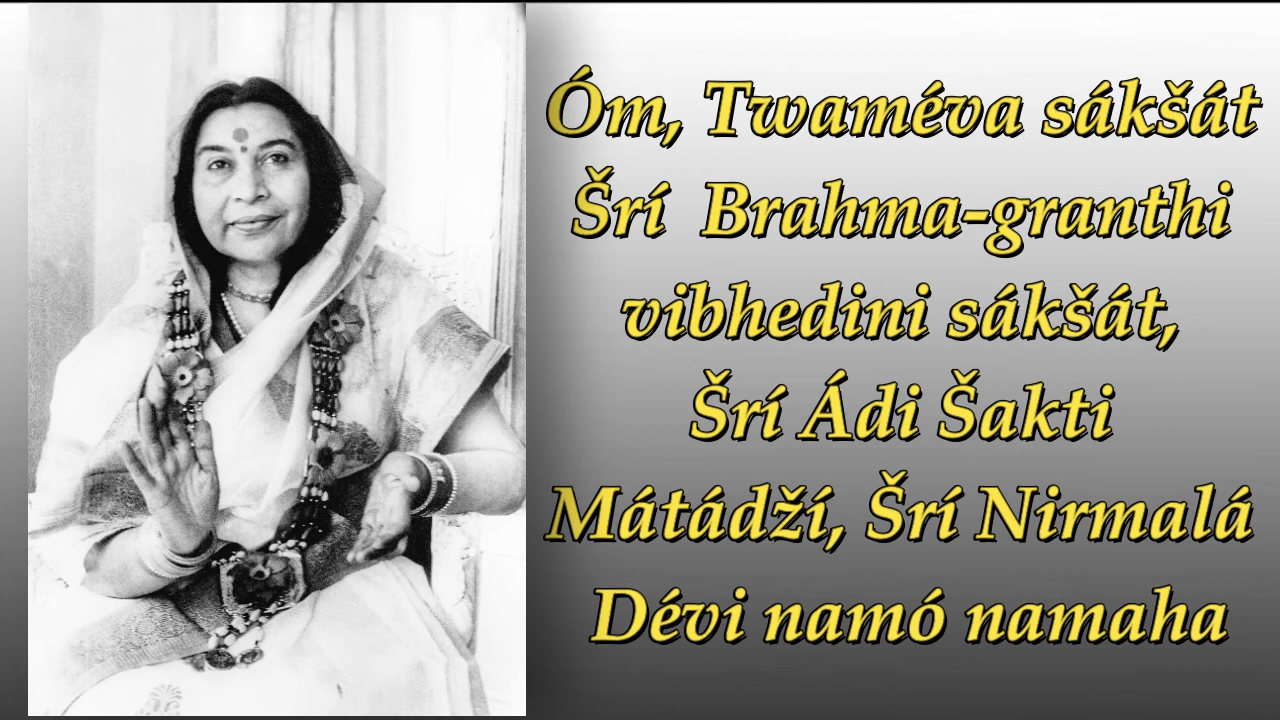 Óm, Twaméva sákšát
Šrí Brahma-granthi
vibhedini sákšát,
Šrí Ádi Šakti
Mátádží, Šrí Nirmalá
Dévi namó namaha